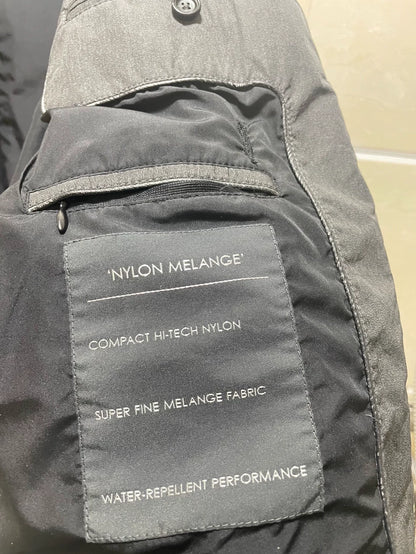 'NYLON MELANGE'
COMPACT HI-TECH NYLON
SUPER FINE MELANGE FABRIC
WATER-REPELLENT PERFORMANCE